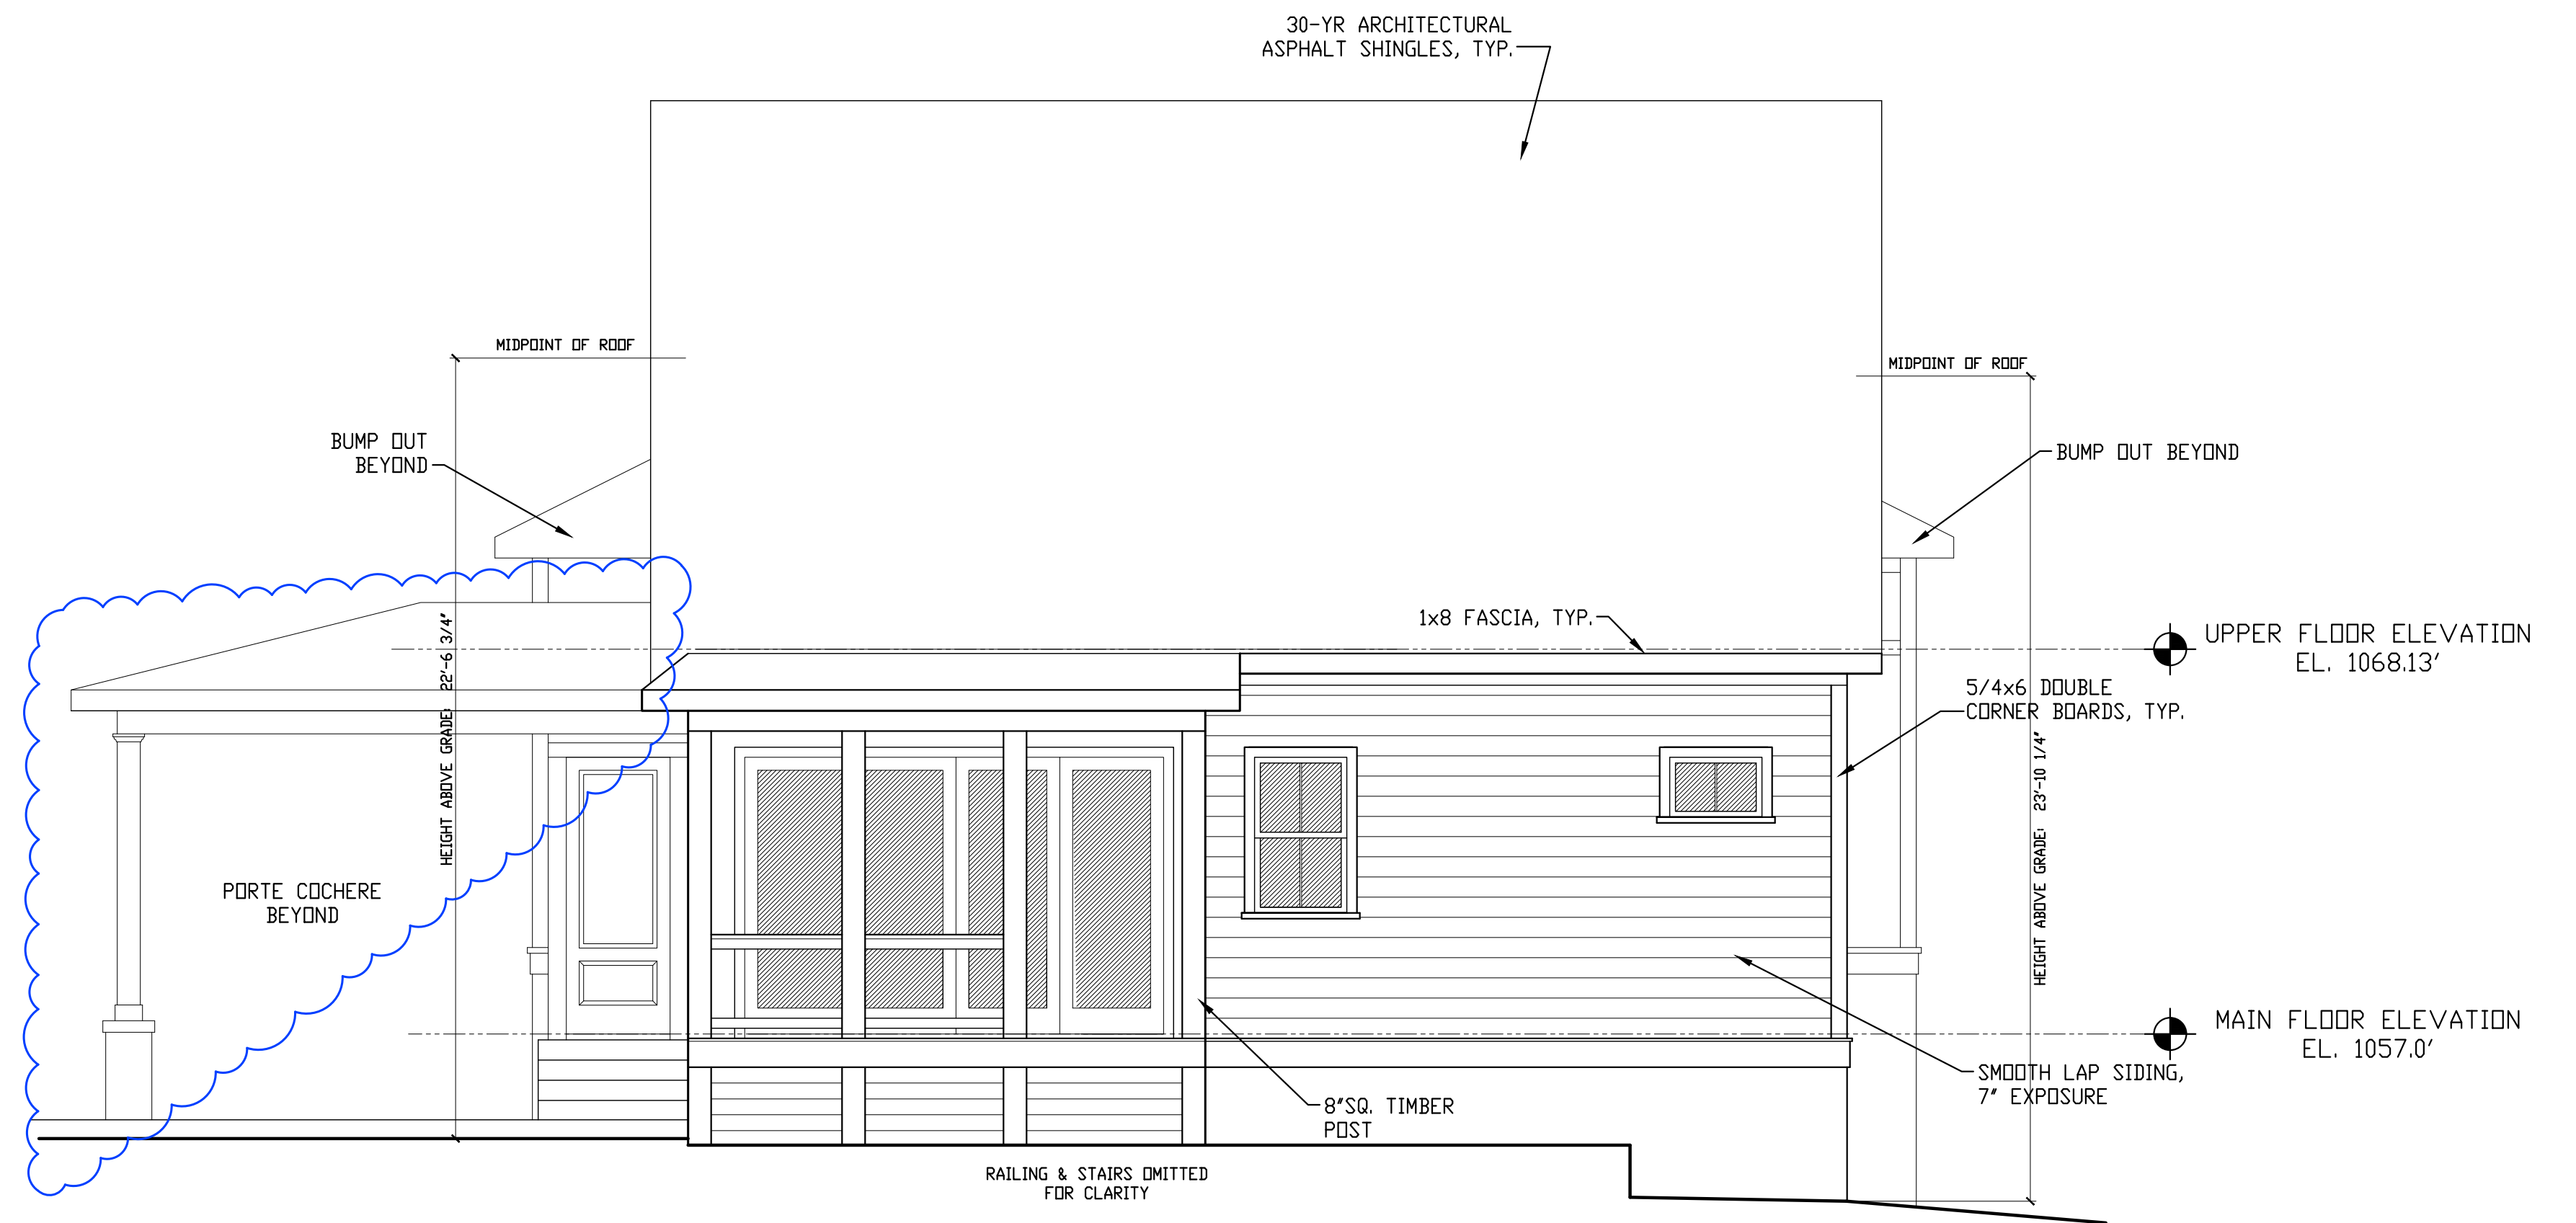 30-YR ARCHITECTURAL
ASPHALT SHINGLES, TYP.
MIDPOINT OF ROOF
MIDPOINT OF ROOF
BUMP OUT
BEYOND
BUMP OUT BEYOND
1x8 FASCIA, TYP.
UPPER FLOOR ELEVATION
EL. 1068.13'
HEIGHT ABOVE GRADE: 22'-6 3/4"
5/4x6 DOUBLE
CORNER BOARDS, TYP.
HEIGHT ABOVE GRADE: 23'-10 1/4"
PORTE COCHERE
BEYOND
MAIN FLOOR ELEVATION
EL. 1057.0'
SMOOTH LAP SIDING,
7" EXPOSURE
8"SQ. TIMBER
POST
RAILING & STAIRS OMITTED
FOR CLARITY